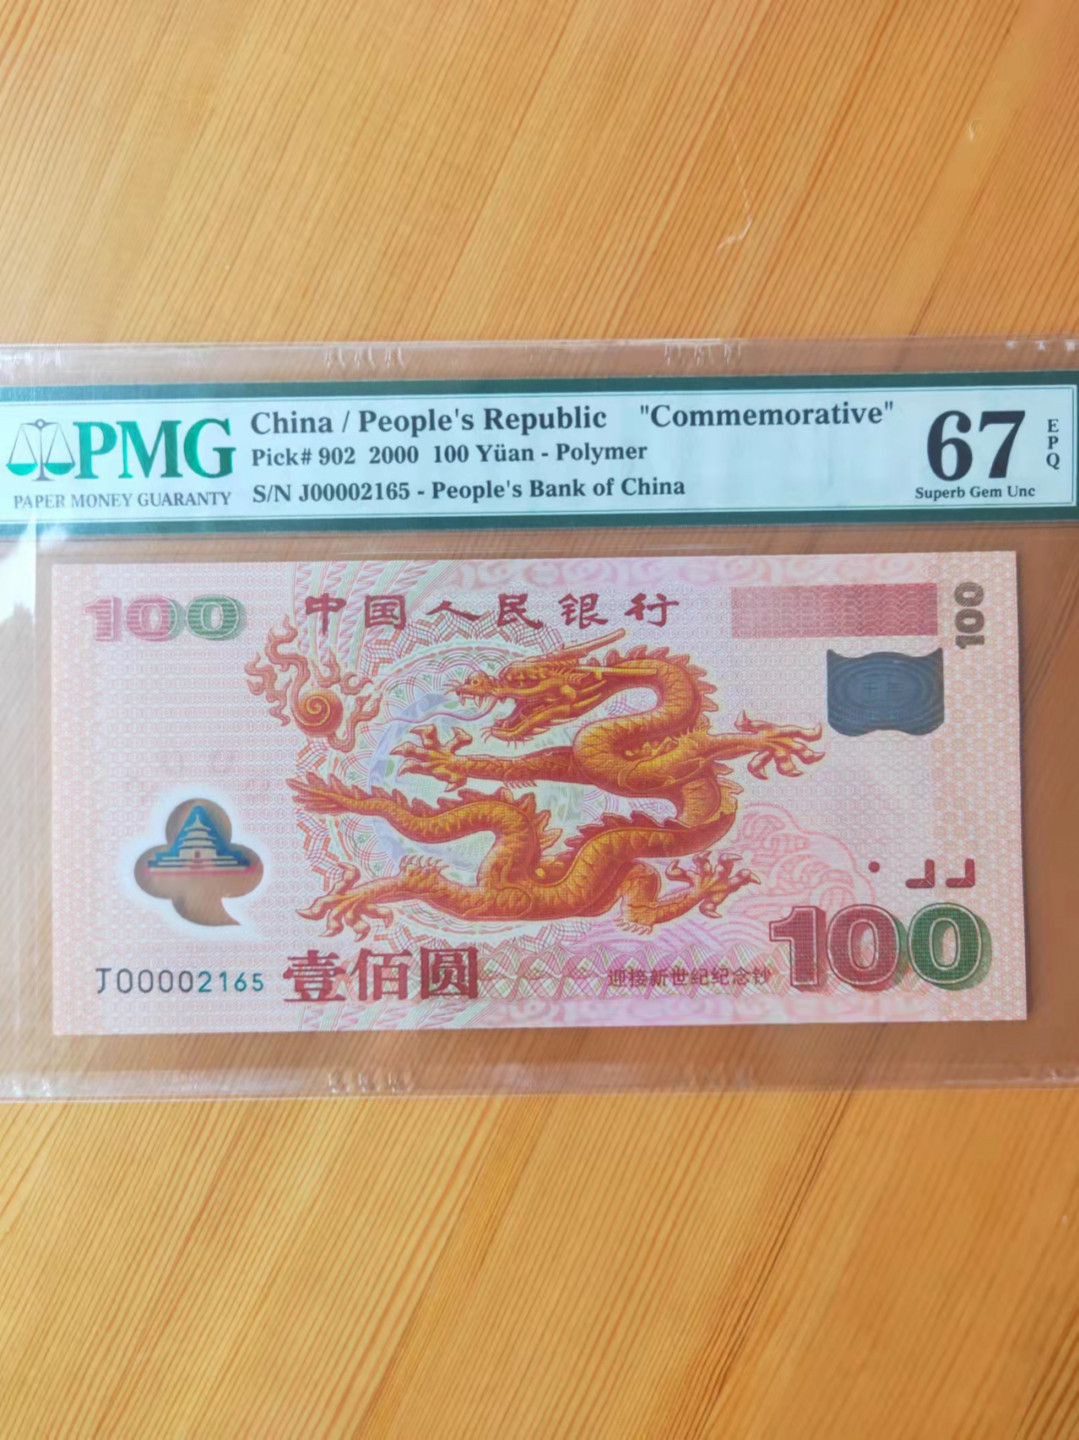 PMG
PAPER MONEY GUARANTY
China / People's Republic "Commemorative"
Pick# 902 2000 100 Yüan - Polymer
S/N J00002165 - People's Bank of China
67
EPQ
Superb Gem Unc
100
中国人民银行
100
J00002165
壹佰圆
迎接新世纪纪念钞
100